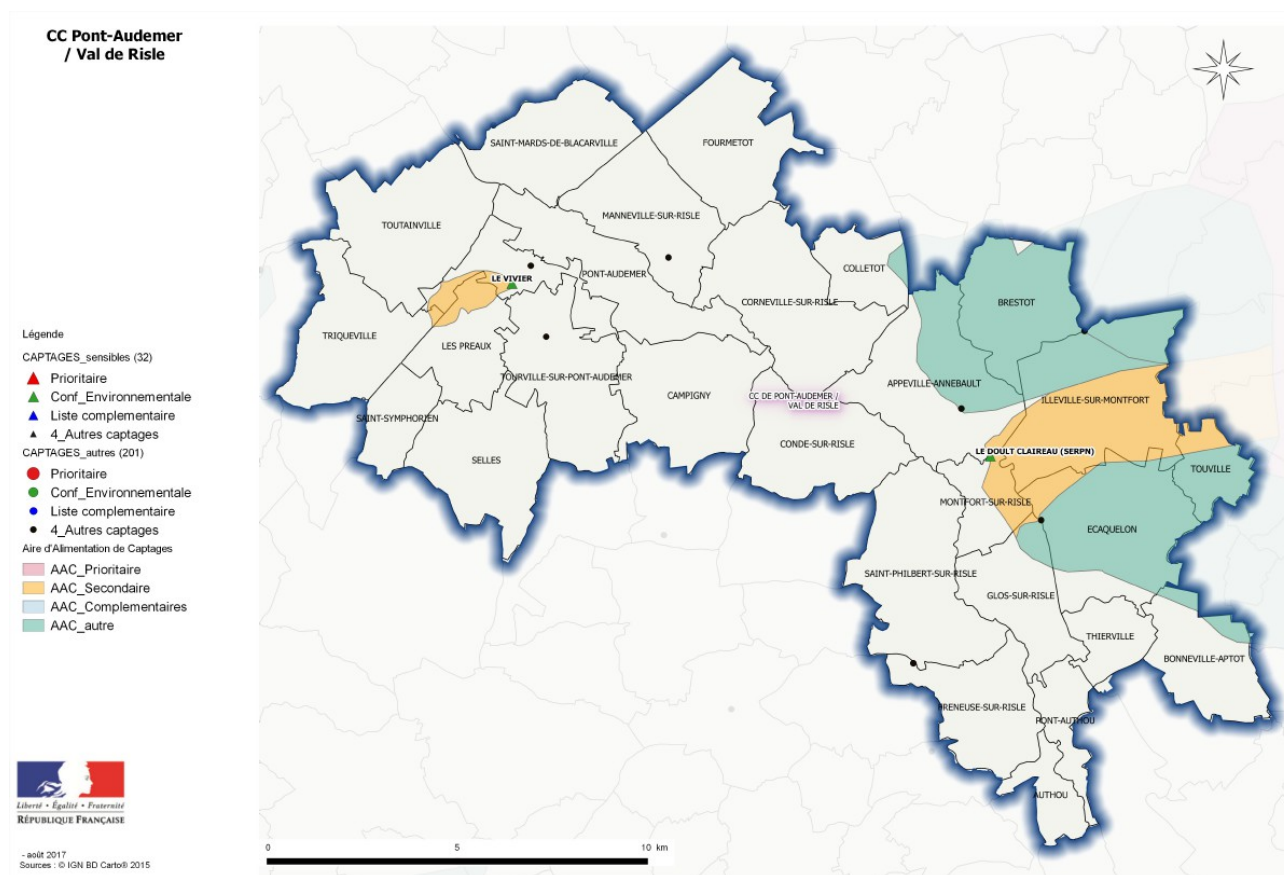 CC Pont-Audemer
/ Val de Risle
SAINT-MARDS-DE-BLACARVILLE
FOURMETOT
TOUTAINVILLE
MANNEVILLE-SUR-RISLE
LE VIVIER
PONT-AUDEMER
COLLETOT
CORNEVILLE-SUR-RISLE
BRESTOT
TRIQUEVILLE
LES PREAUX
TOURVILLE-SUR-PONT-AUDEMER
APPEVILLE-ANNEBAULT
CAMPIGNY
CC DE PONT-AUDEMER /
VAL DE RISLE
ILLEVILLE-SUR-MONTFORT
SAINT-SYMPHORIEN
CONDE-SUR-RISLE
SELLES
LE DOULT CLAIREAU (SERPN)
TOUVILLE
MONTFORT-SUR-RISLE
ECAQUELON
SAINT-PHILBERT-SUR-RISLE
GLOS-SUR-RISLE
THIERVILLE
BONNEVILLE-APTOT
FRENEUSE-SUR-RISLE
PONT-AUTHOU
AUTHOU
Légende
CAPTAGES_sensibles (32)
Prioritaire
Conf_Environnementale
Liste complementaire
4_Autres captages
CAPTAGES_autres (201)
Prioritaire
Conf_Environnementale
Liste complementaire
4_Autres captages
Aire d'Alimentation de Captages
AAC_Prioritaire
AAC_Secondaire
AAC_Complementaires
AAC_autre
Liberté • Égalité • Fraternité
RÉPUBLIQUE FRANÇAISE
- août 2017
Sources : © IGN BD Carto® 2015
0 5 10 km